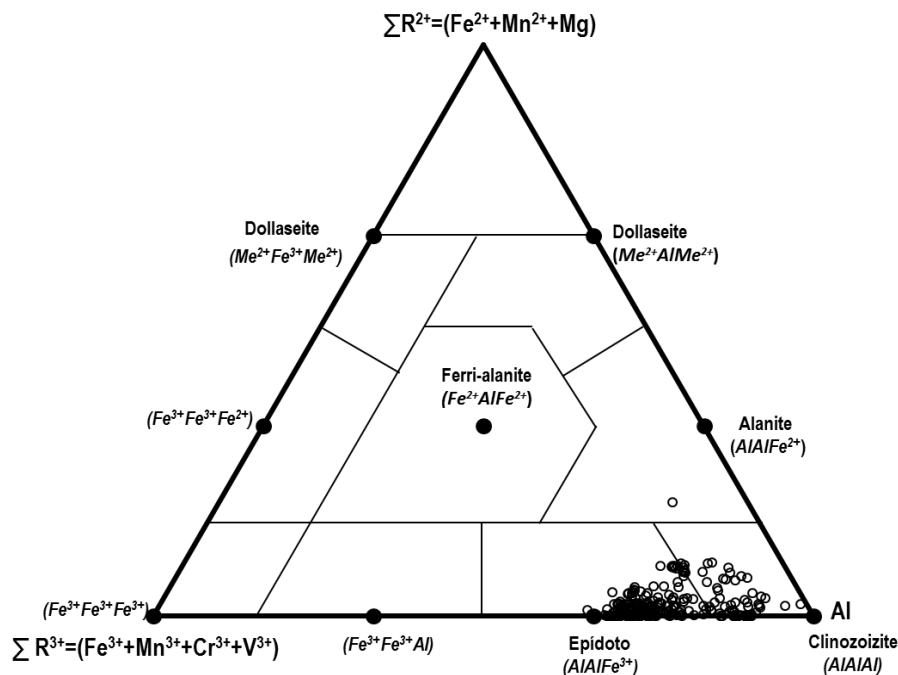 ∑R²⁺=(Fe²⁺+Mn²⁺+Mg)
Dollaseite
(Me²⁺Fe³⁺Me²⁺)
Dollaseite
(Me²⁺AlMe²⁺)
Ferri-alanite
(Fe²⁺AlFe²⁺)
(Fe³⁺Fe³⁺Fe²⁺)
Alanite
(AlAlFe²⁺)
(Fe³⁺Fe³⁺Fe³⁺)
Al
∑ R³⁺=(Fe³⁺+Mn³⁺+Cr³⁺+V³⁺)
(Fe³⁺Fe³⁺Al)
Epidoto
(AlAlFe³⁺)
Clinozoizite
(AlAlAl)